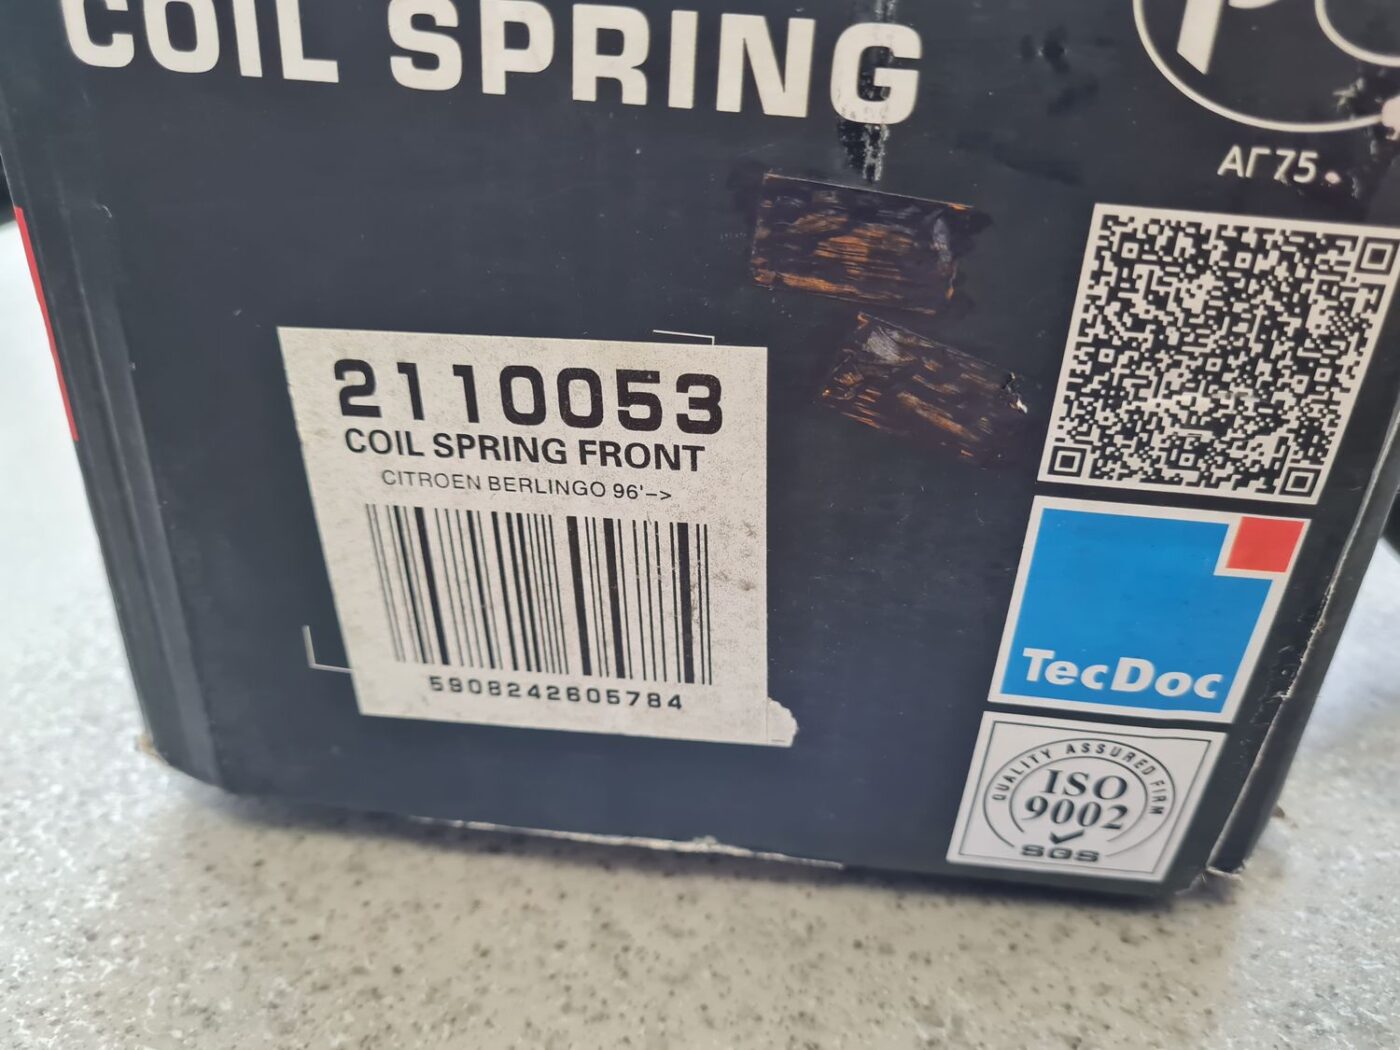 COIL SPRING
АГ75
2110053
COIL SPRING FRONT
CITROEN BERLINGO 96'->
5908242605784
TecDoc
QUALITY ASSURED FIRM
ISO
9002
SGS